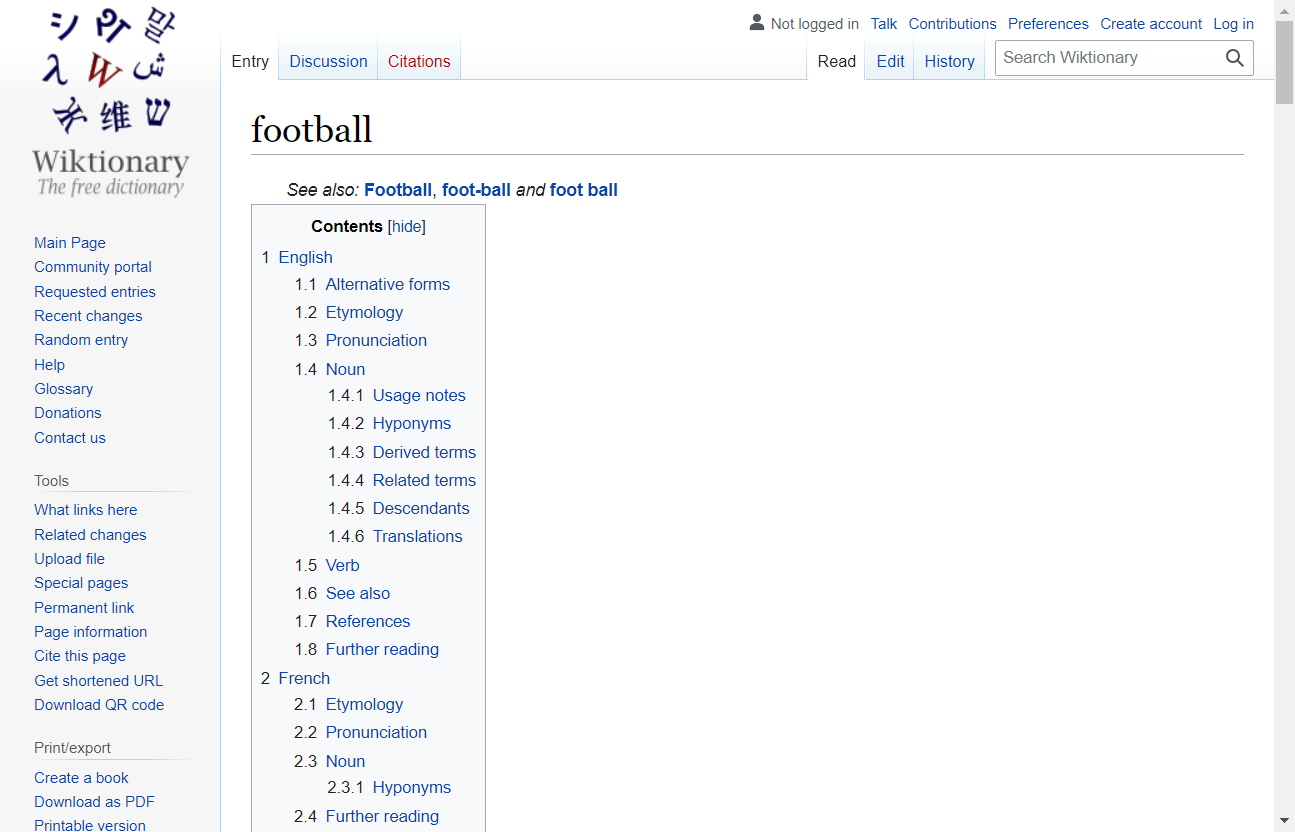 シ Ⴄ 말
λ W ش
维 ש
Wiktionary
The free dictionary
Not logged in Talk Contributions Preferences Create account Log in
Entry Discussion Citations Read Edit History Search Wiktionary
football
See also: Football, foot-ball and foot ball
Contents [hide]
1 English
1.1 Alternative forms
1.2 Etymology
1.3 Pronunciation
1.4 Noun
1.4.1 Usage notes
1.4.2 Hyponyms
1.4.3 Derived terms
1.4.4 Related terms
1.4.5 Descendants
1.4.6 Translations
1.5 Verb
1.6 See also
1.7 References
1.8 Further reading
2 French
2.1 Etymology
2.2 Pronunciation
2.3 Noun
2.3.1 Hyponyms
2.4 Further reading
Main Page
Community portal
Requested entries
Recent changes
Random entry
Help
Glossary
Donations
Contact us
Tools
What links here
Related changes
Upload file
Special pages
Permanent link
Page information
Cite this page
Get shortened URL
Download QR code
Print/export
Create a book
Download as PDF
Printable version